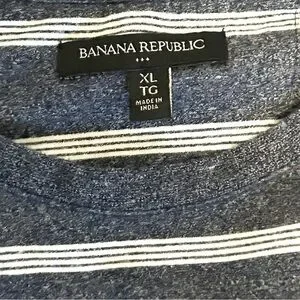 BANANA REPUBLIC
XL
TG
MADE IN
INDIA